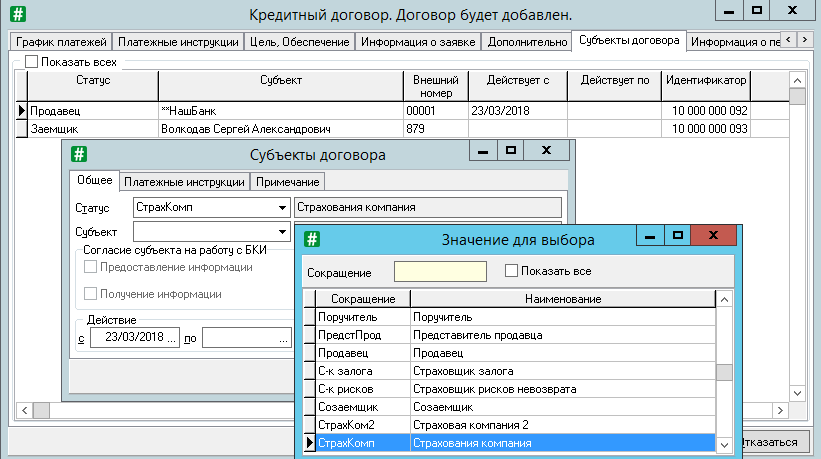 Кредитный договор. Договор будет добавлен.
График платежей Платежные инструкции Цель, Обеспечение Информация о заявке Дополнительно Субъекты договора Информация о пе
Показать всех
Статус Субъект Внешний номер Действует с Действует по Идентификатор
Продавец **НашБанк 00001 23/03/2018 10 000 000 092
Заемщик Волкодав Сергей Александрович 879 10 000 000 093
Субъекты договора
Общее Платежные инструкции Примечание
Статус СтрахКомп Страхования компания
Субъект
Согласие субъекта на работу с БКИ
Предоставление информации
Получение информации
Действие
с 23/03/2018 ... по ...
Значение для выбора
Сокращение Показать все
Сокращение Наименование
Поручитель Поручитель
ПредстПрод Представитель продавца
Продавец Продавец
С-к залога Страховщик залога
С-к рисков Страховщик рисков невозврата
Созаемщик Созаемщик
СтрахКом2 Страховая компания 2
СтрахКомп Страхования компания
тказаться